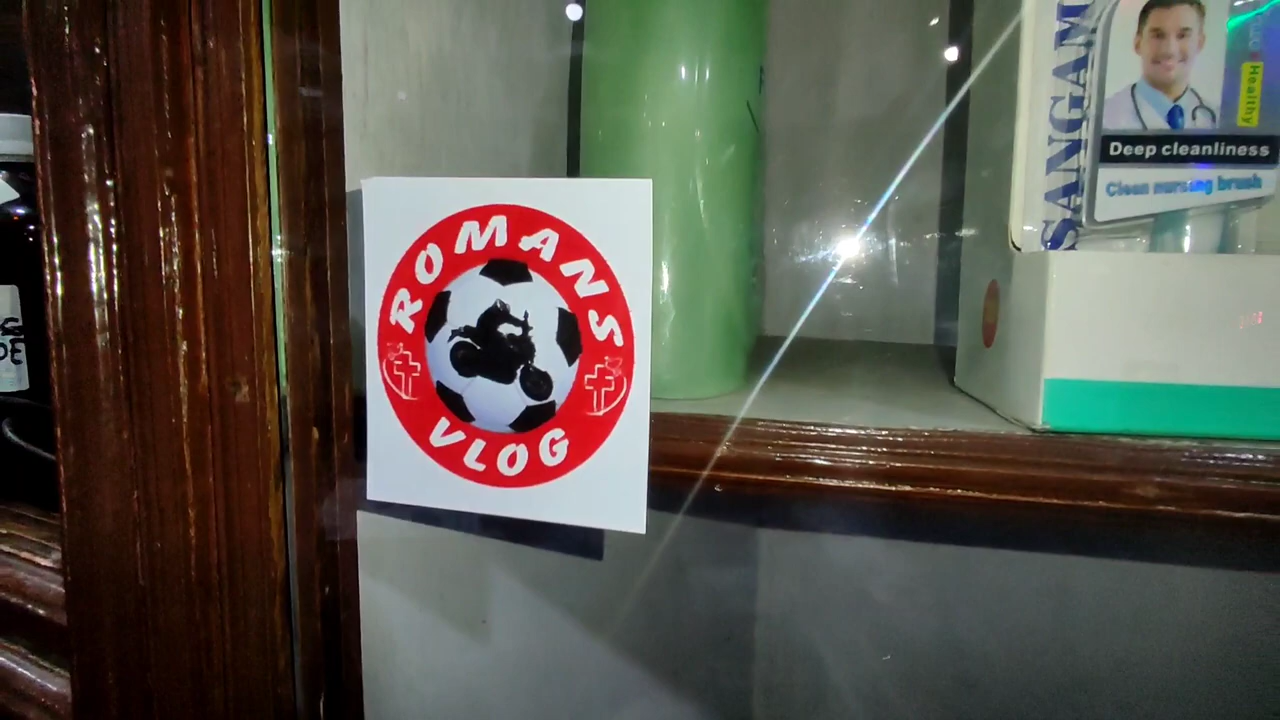 ROMANS
VLOG
SANGAM
Healthy
Deep cleanliness
Clean nursing brush